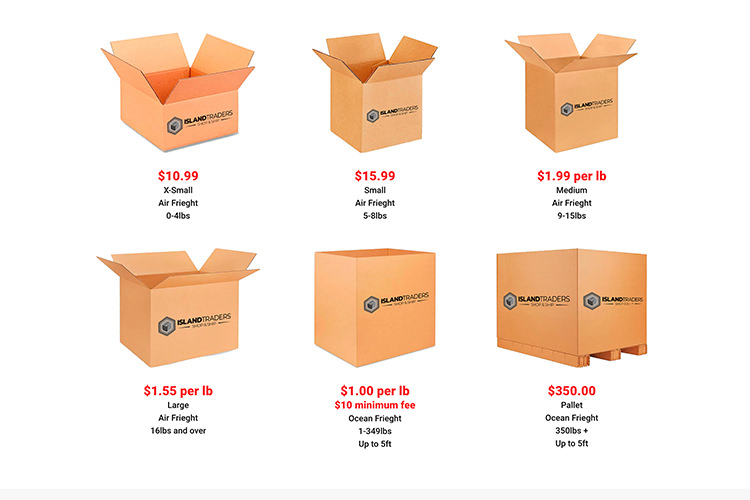 ISLANDTRADERS
SHOP & SHIP
$10.99
X-Small
Air Frieght
0-4lbs
ISLANDTRADERS
SHOP & SHIP
$15.99
Small
Air Frieght
5-8lbs
ISLANDTRADERS
SHOP & SHIP
$1.99 per lb
Medium
Air Frieght
9-15lbs
ISLANDTRADERS
SHOP & SHIP
$1.55 per lb
Large
Air Frieght
16lbs and over
ISLANDTRADERS
SHOP & SHIP
$1.00 per lb
$10 minimum fee
Ocean Frieght
1-349lbs
Up to 5ft
ISLANDTRADERS
SHOP & SHIP
ISLANDTRADERS
SHOP & SHIP
$350.00
Pallet
Ocean Frieght
350lbs +
Up to 5ft